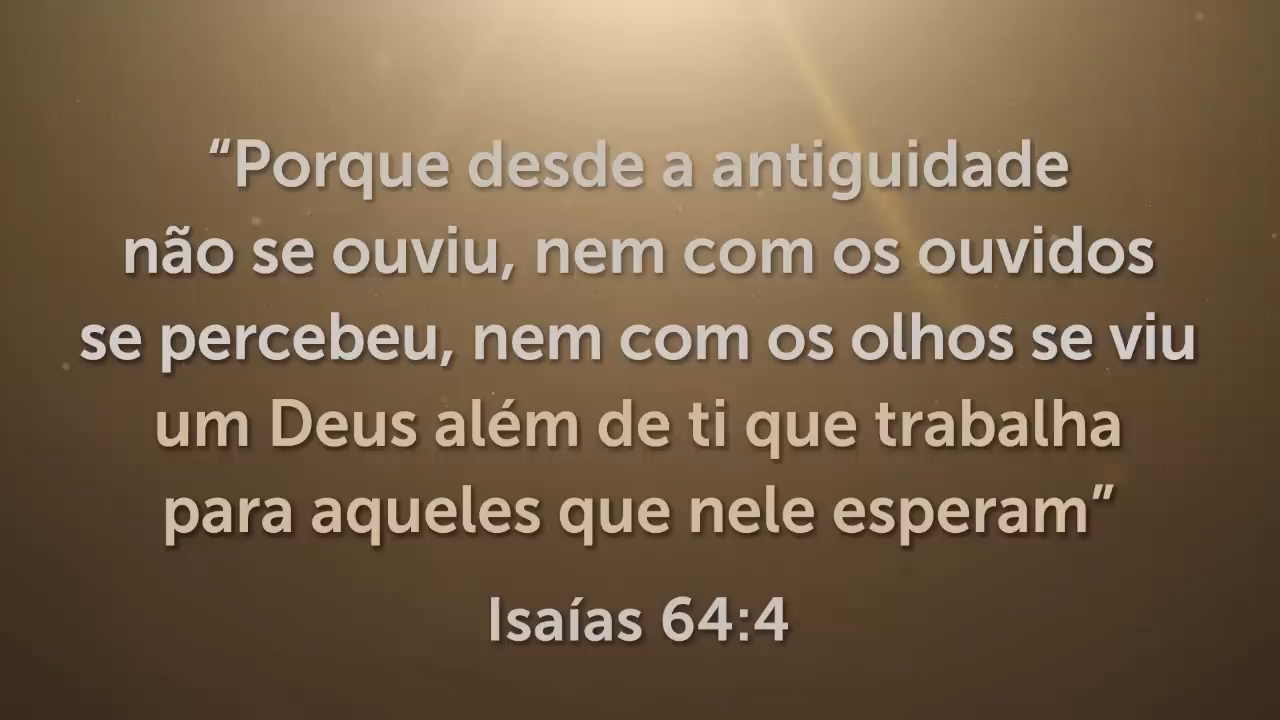 “Porque desde a antiguidade
não se ouviu, nem com os ouvidos
se percebeu, nem com os olhos se viu
um Deus além de ti que trabalha
para aqueles que nele esperam”
Isaías 64:4